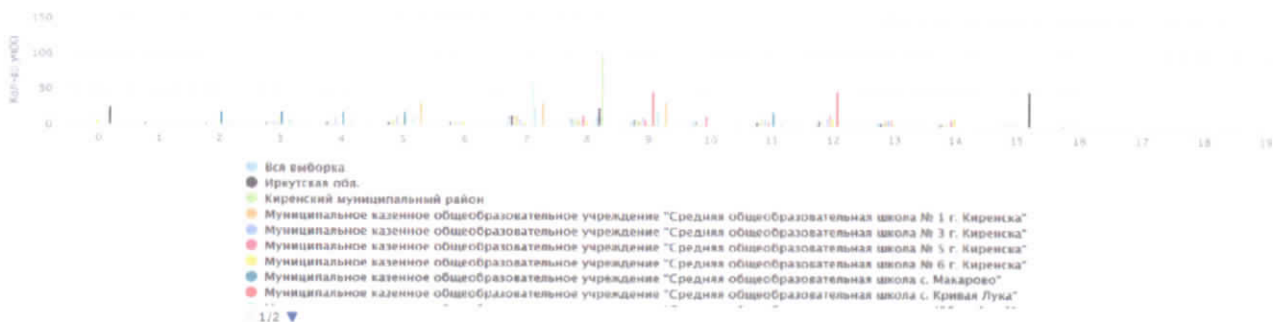 150
100
50
0
Кол-во уч(X)
0 1 2 3 4 5 6 7 8 9 10 11 12 13 14 15 16 17 18 19
Вся выборка
Иркутская обл.
Киренский муниципальный район
Муниципальное казенное общеобразовательное учреждение "Средняя общеобразовательная школа № 1 г. Киренска"
Муниципальное казенное общеобразовательное учреждение "Средняя общеобразовательная школа № 3 г. Киренска"
Муниципальное казенное общеобразовательное учреждение "Средняя общеобразовательная школа № 5 г. Киренска"
Муниципальное казенное общеобразовательное учреждение "Средняя общеобразовательная школа № 6 г. Киренска"
Муниципальное казенное общеобразовательное учреждение "Средняя общеобразовательная школа с. Макарово"
Муниципальное казенное общеобразовательное учреждение "Средняя общеобразовательная школа с. Кривая Лука"
1/2